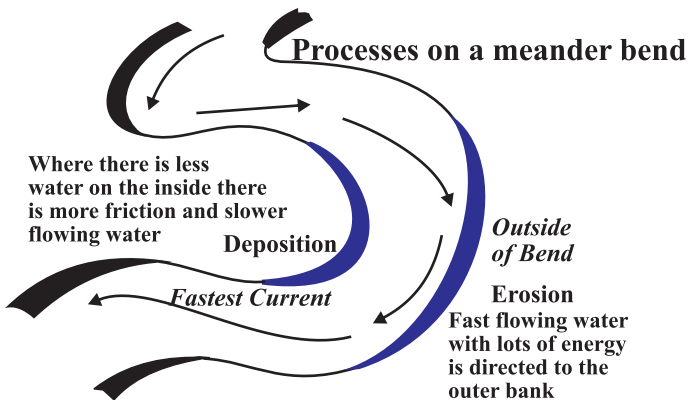 Processes on a meander bend
Where there is less
water on the inside there
is more friction and slower
flowing water
Deposition
Outside
of Bend
Fastest Current
Erosion
Fast flowing water
with lots of energy
is directed to the
outer bank